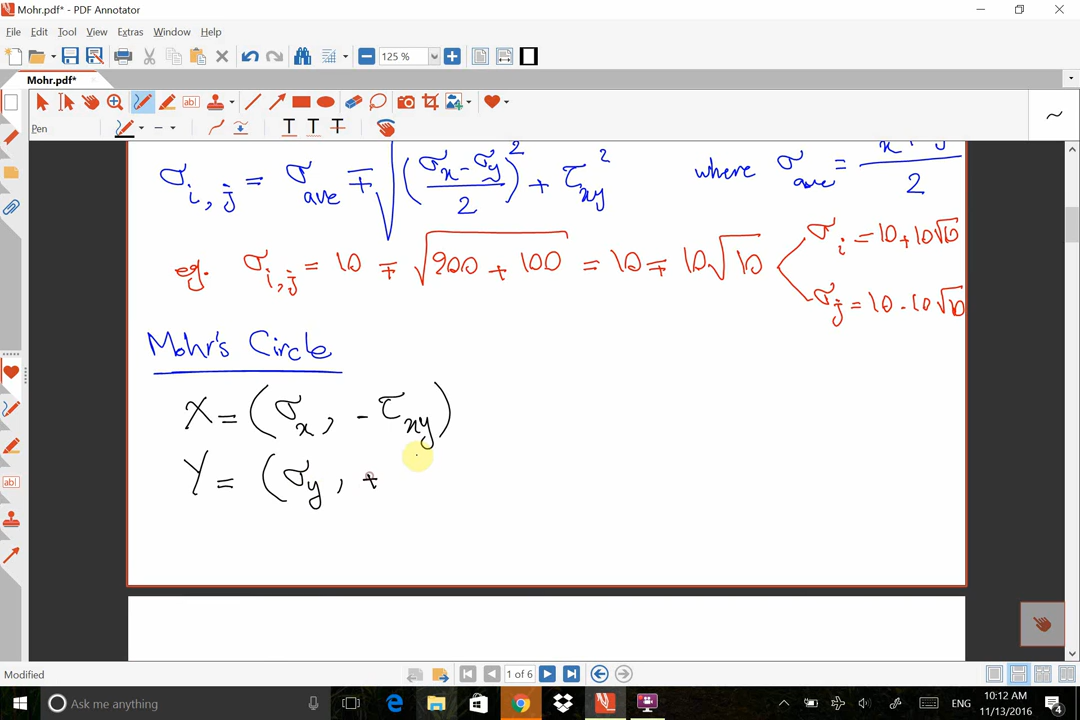 Mohr.pdf* - PDF Annotator
File Edit Tool View Extras Window Help
125 %
Mohr.pdf*
Pen
σi,j = σave ∓ √((σx - σy)/2)² + τxy² where σave = x + y / 2
eg. σi,j = 10 ∓ √900 + 100 = 10 ∓ 10√10
σi = 10 + 10√10
σj = 10 - 10√10
Mohr's Circle
X = (σx, - τxy)
Y = (σy, +
1 of 6
Modified
Ask me anything
ENG
10:12 AM
11/13/2016
4